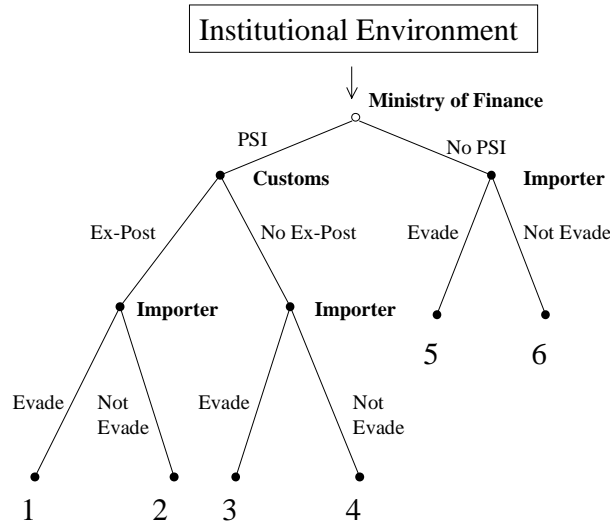 Institutional Environment
Ministry of Finance
PSI
No PSI
Customs
Importer
Ex-Post
No Ex-Post
Evade
Not Evade
Importer
Importer
5
6
Evade
Not
Evade
Evade
Not
Evade
1
2
3
4